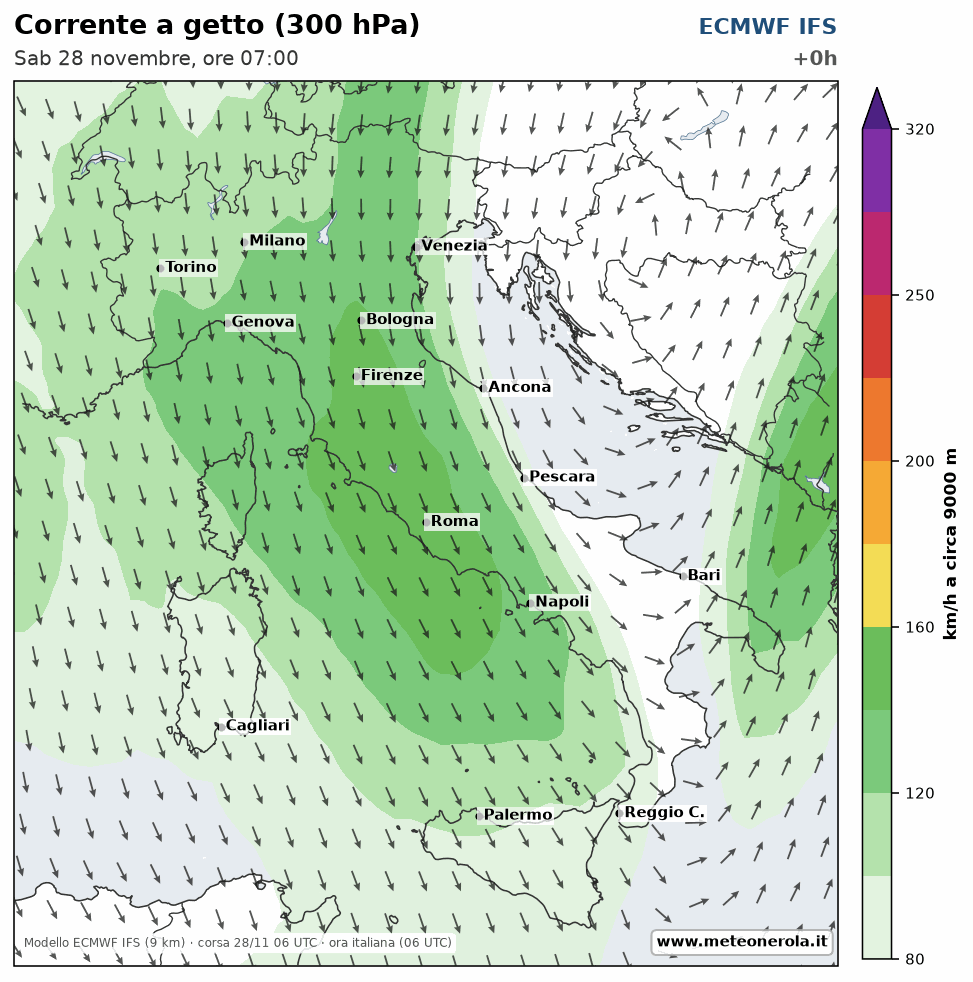 Corrente a getto (300 hPa)
ECMWF IFS
Sab 28 novembre, ore 07:00
+0h
320
Milano
Venezia
Torino
250
Genova
Bologna
Firenze
Ancona
200
Pescara
Roma
km/h a circa 9000 m
Bari
Napoli
160
Cagliari
120
Palermo
Reggio C.
Modello ECMWF IFS (9 km) · corsa 28/11 06 UTC · ora italiana (06 UTC)
www.meteonerola.it
80